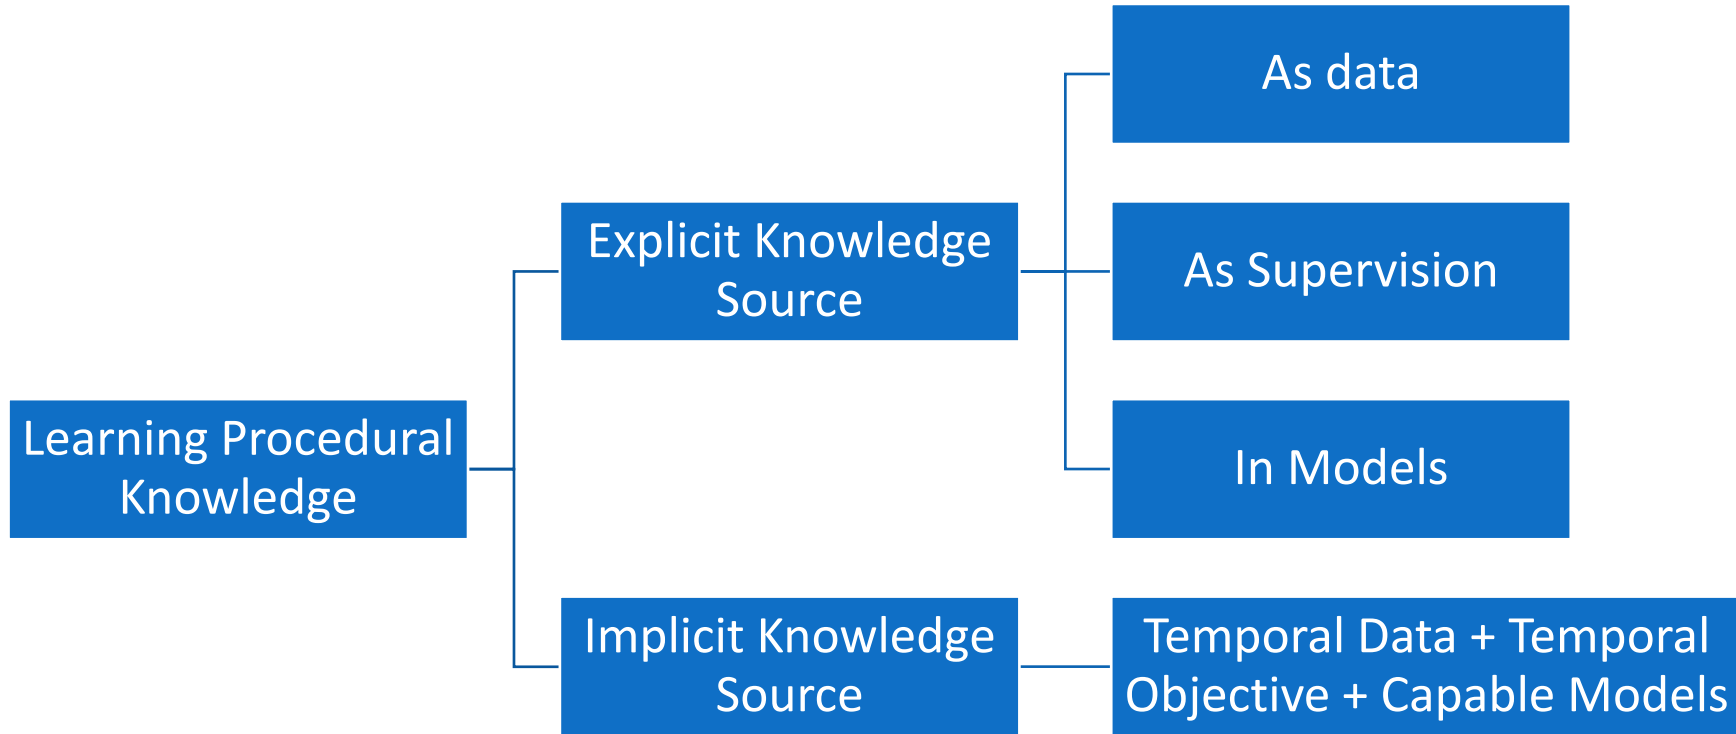 As data
Explicit Knowledge
Source
As Supervision
Learning Procedural
Knowledge
In Models
Implicit Knowledge
Source
Temporal Data + Temporal
Objective + Capable Models